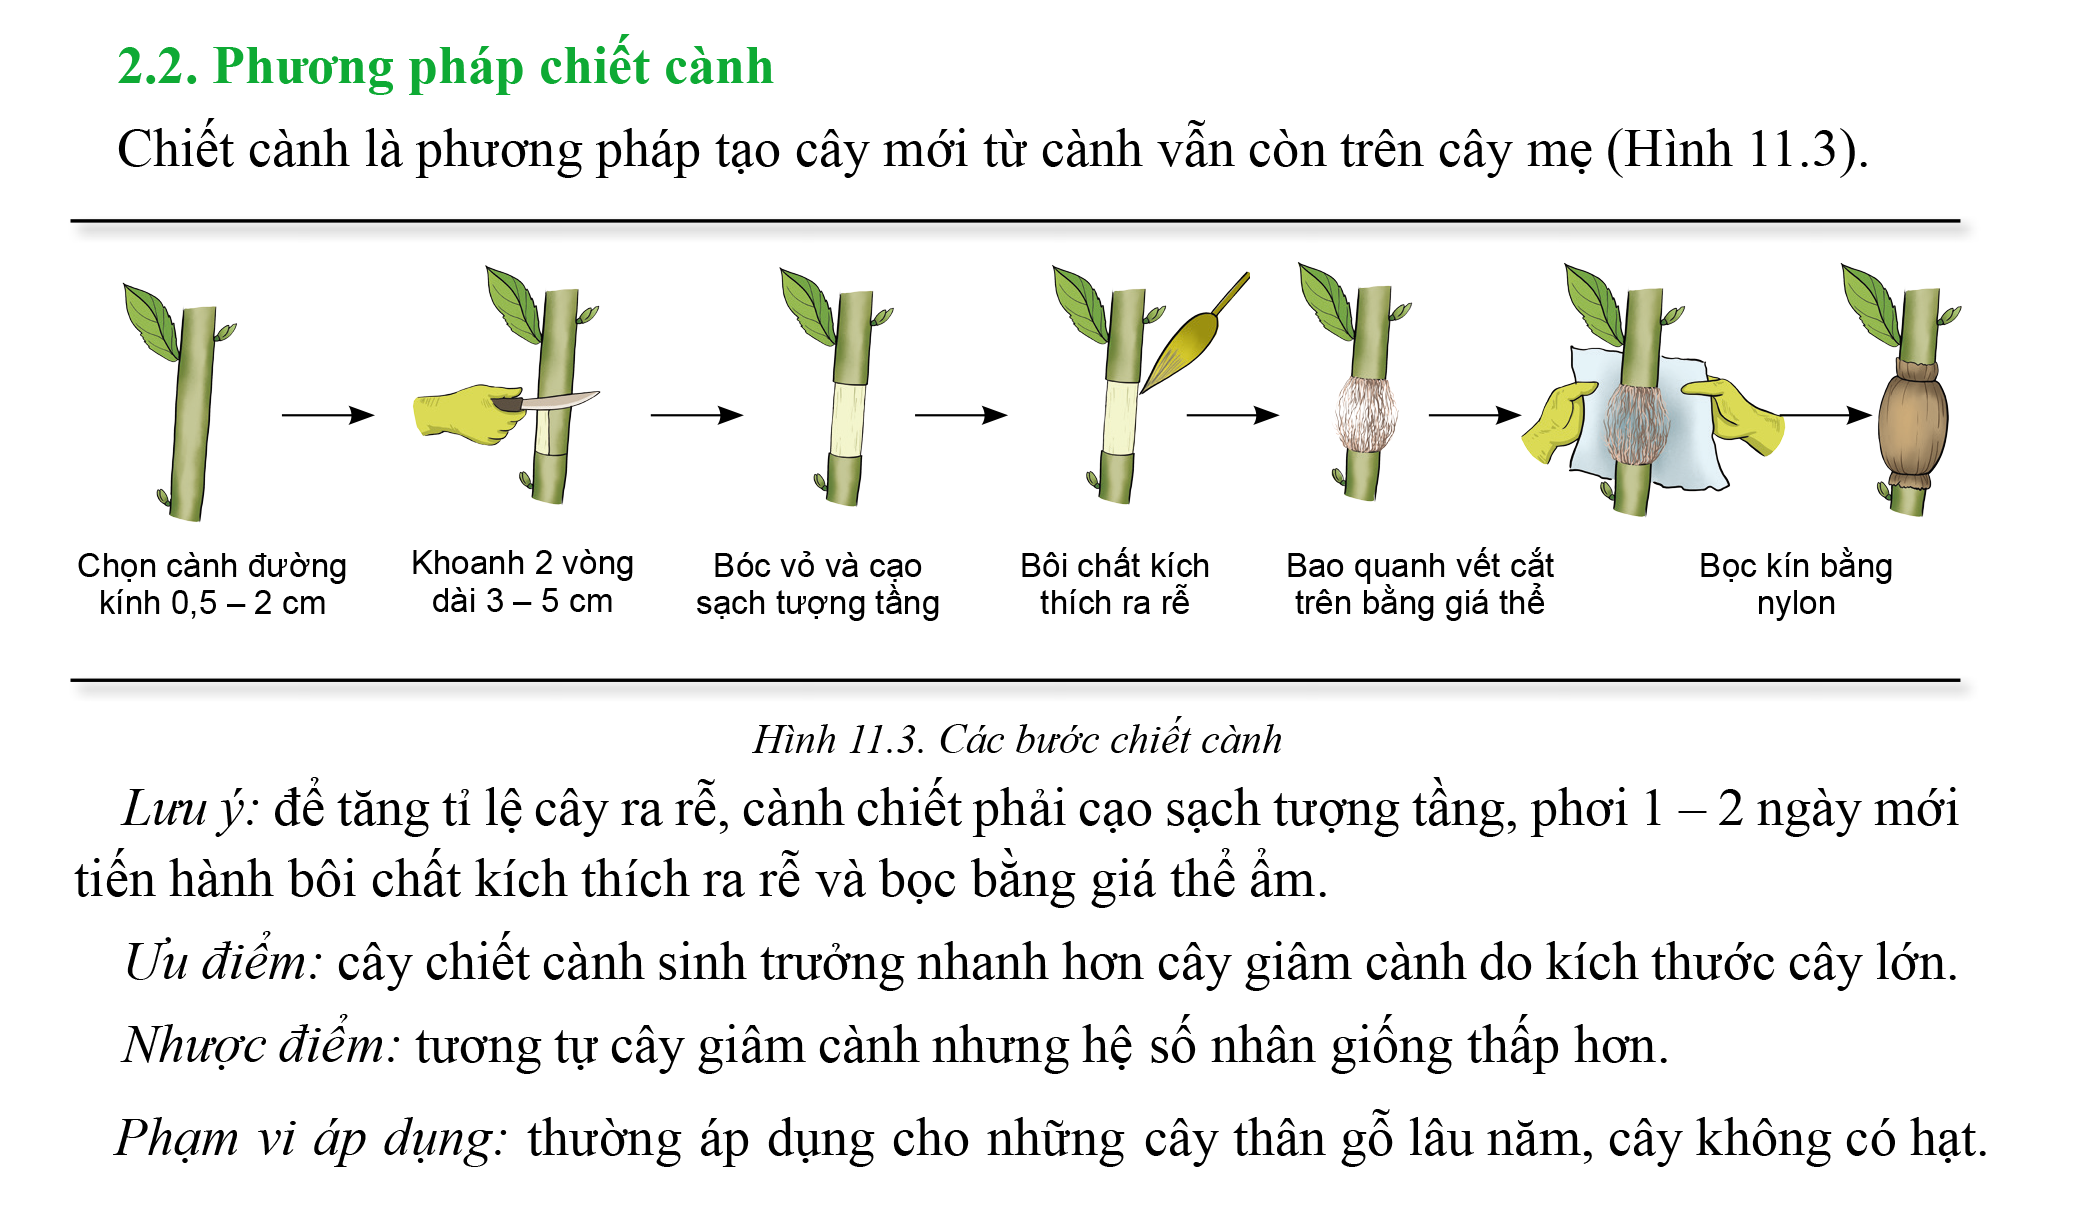 2.2. Phương pháp chiết cành
Chiết cành là phương pháp tạo cây mới từ cành vẫn còn trên cây mẹ (Hình 11.3).
Chọn cành đường
kính 0,5 – 2 cm
Khoanh 2 vòng
dài 3 – 5 cm
Bóc vỏ và cạo
sạch tượng tầng
Bôi chất kích
thích ra rễ
Bao quanh vết cắt
trên bằng giá thể
Bọc kín bằng
nylon
Hình 11.3. Các bước chiết cành
Lưu ý: để tăng tỉ lệ cây ra rễ, cành chiết phải cạo sạch tượng tầng, phơi 1 – 2 ngày mới
tiến hành bôi chất kích thích ra rễ và bọc bằng giá thể ẩm.
Ưu điểm: cây chiết cành sinh trưởng nhanh hơn cây giâm cành do kích thước cây lớn.
Nhược điểm: tương tự cây giâm cành nhưng hệ số nhân giống thấp hơn.
Phạm vi áp dụng: thường áp dụng cho những cây thân gỗ lâu năm, cây không có hạt.